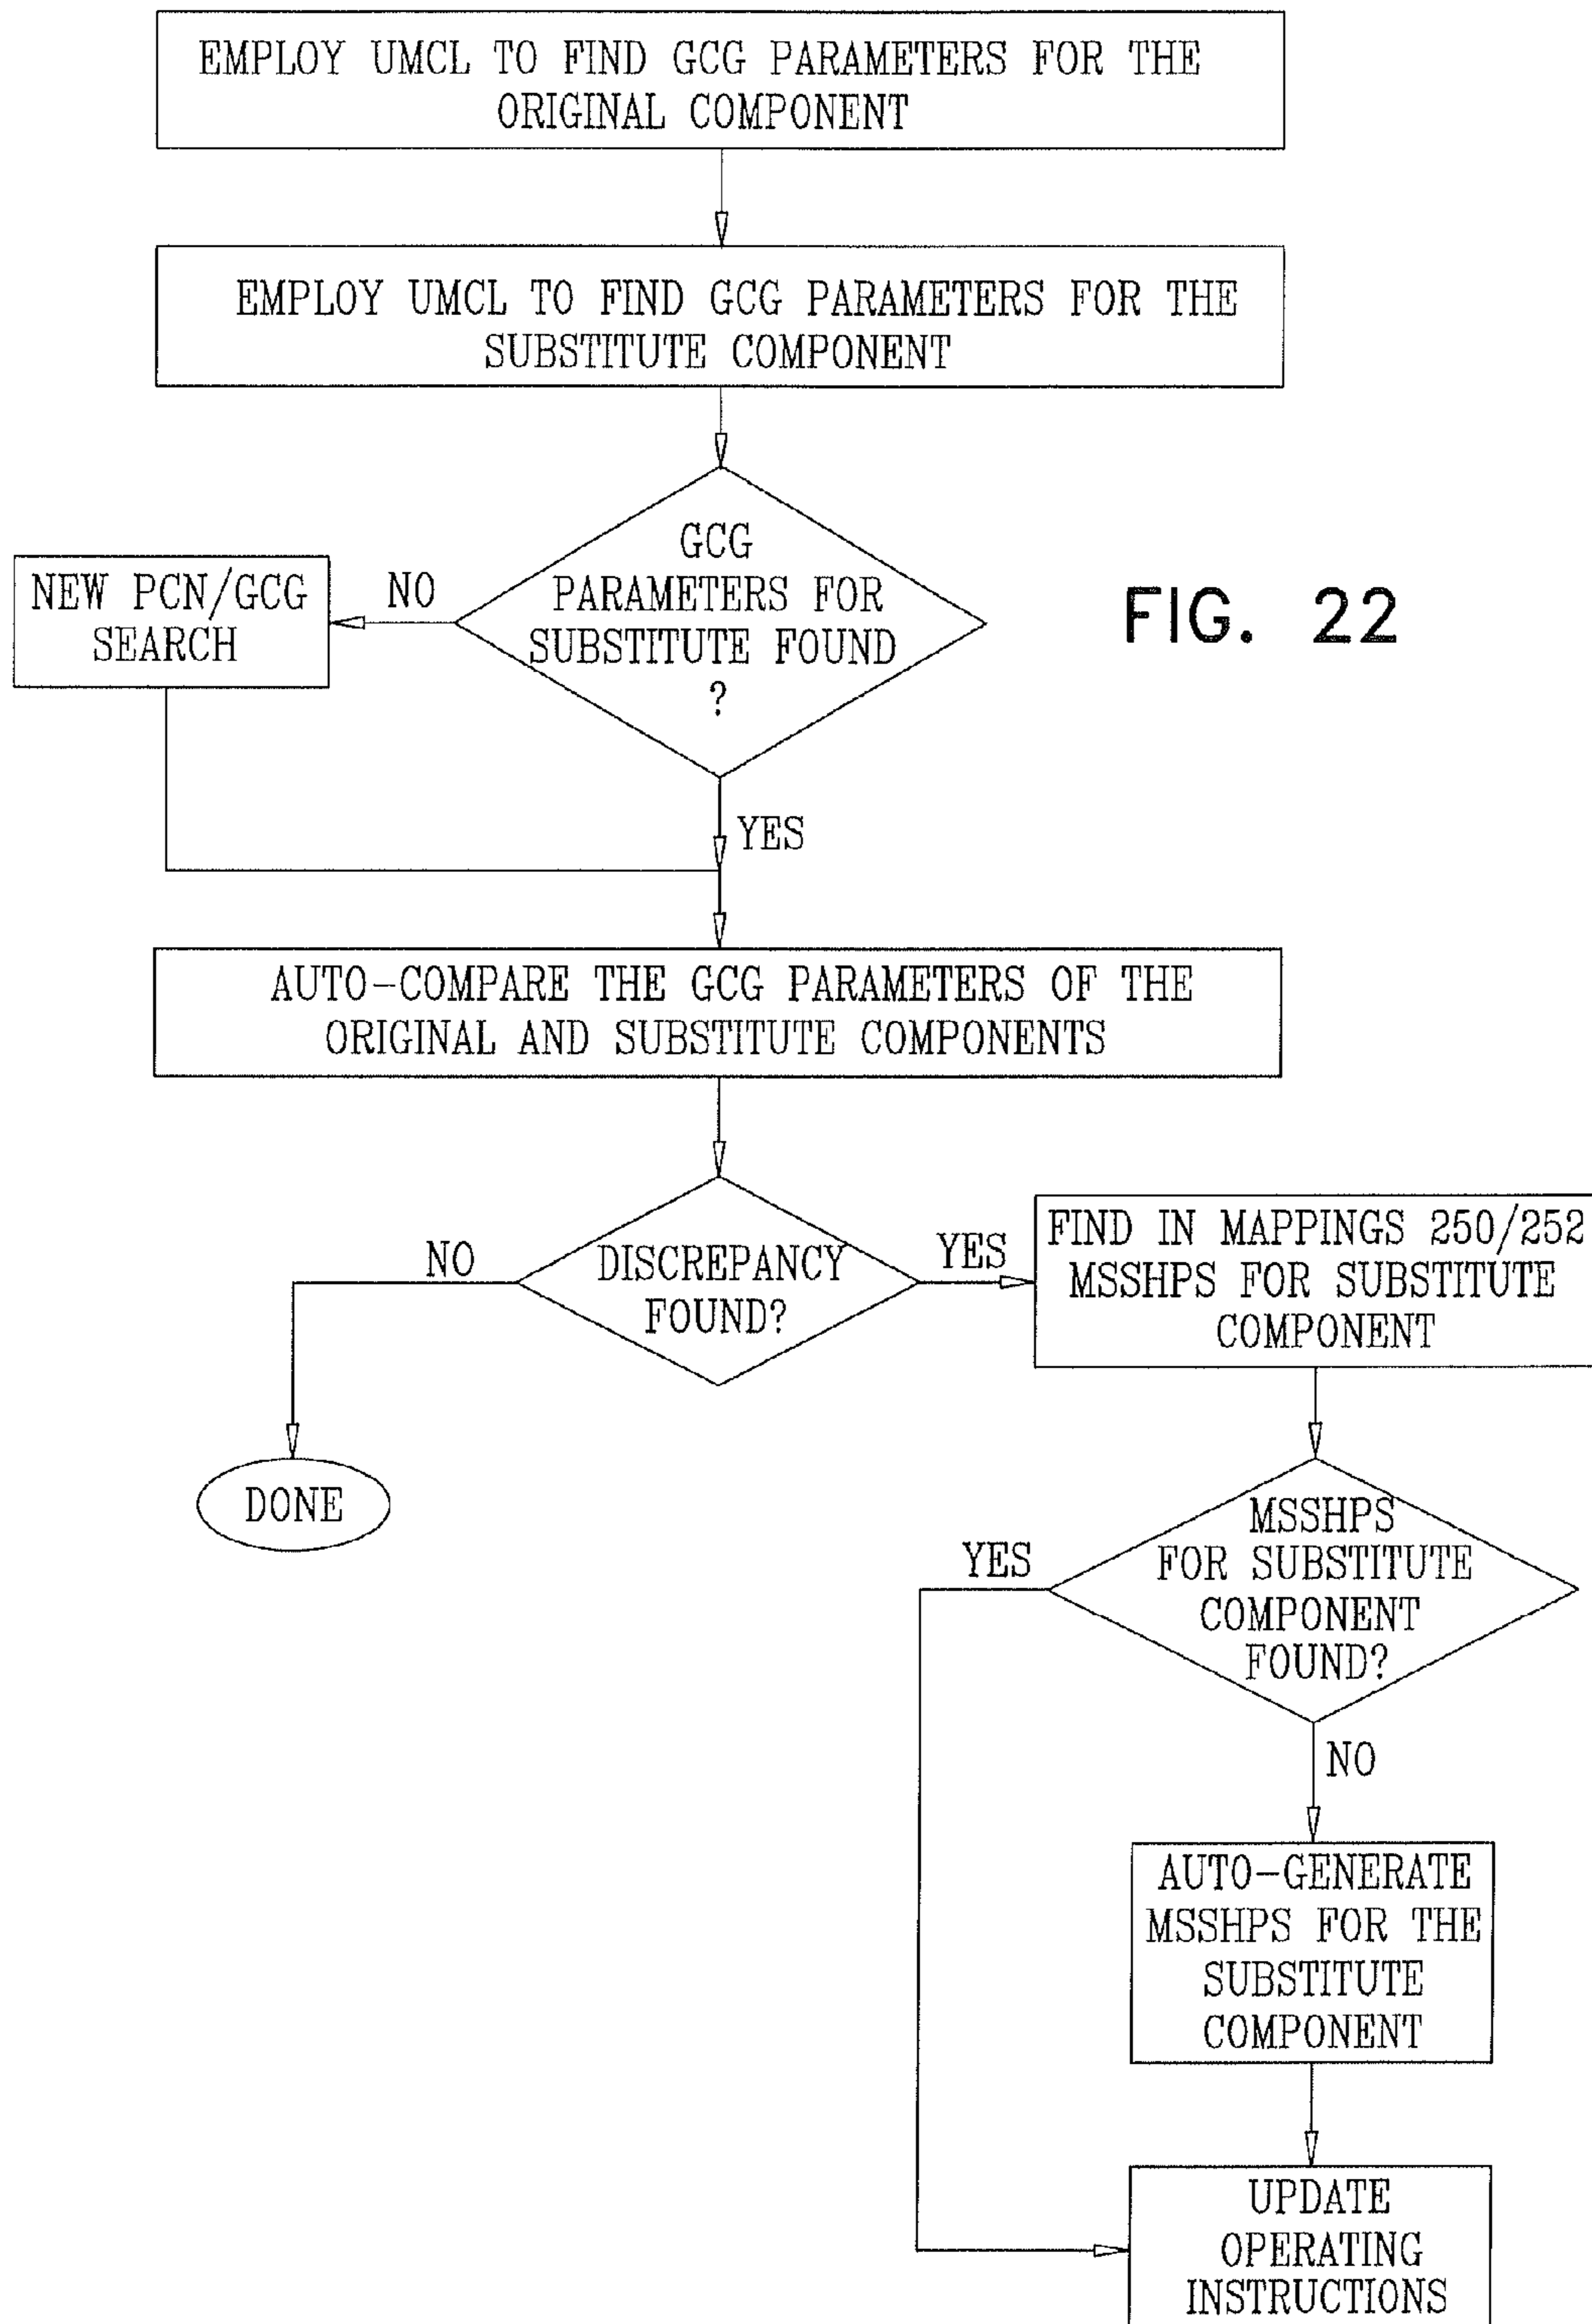 EMPLOY UMCL TO FIND GCG PARAMETERS FOR THE
ORIGINAL COMPONENT
EMPLOY UMCL TO FIND GCG PARAMETERS FOR THE
SUBSTITUTE COMPONENT
GCG
PARAMETERS FOR
SUBSTITUTE FOUND
?
NO
NEW PCN/GCG
SEARCH
FIG. 22
YES
AUTO-COMPARE THE GCG PARAMETERS OF THE
ORIGINAL AND SUBSTITUTE COMPONENTS
DISCREPANCY
FOUND?
NO
YES
DONE
FIND IN MAPPINGS 250/252
MSSHPS FOR SUBSTITUTE
COMPONENT
MSSHPS
FOR SUBSTITUTE
COMPONENT
FOUND?
YES
NO
AUTO-GENERATE
MSSHPS FOR THE
SUBSTITUTE
COMPONENT
UPDATE
OPERATING
INSTRUCTIONS